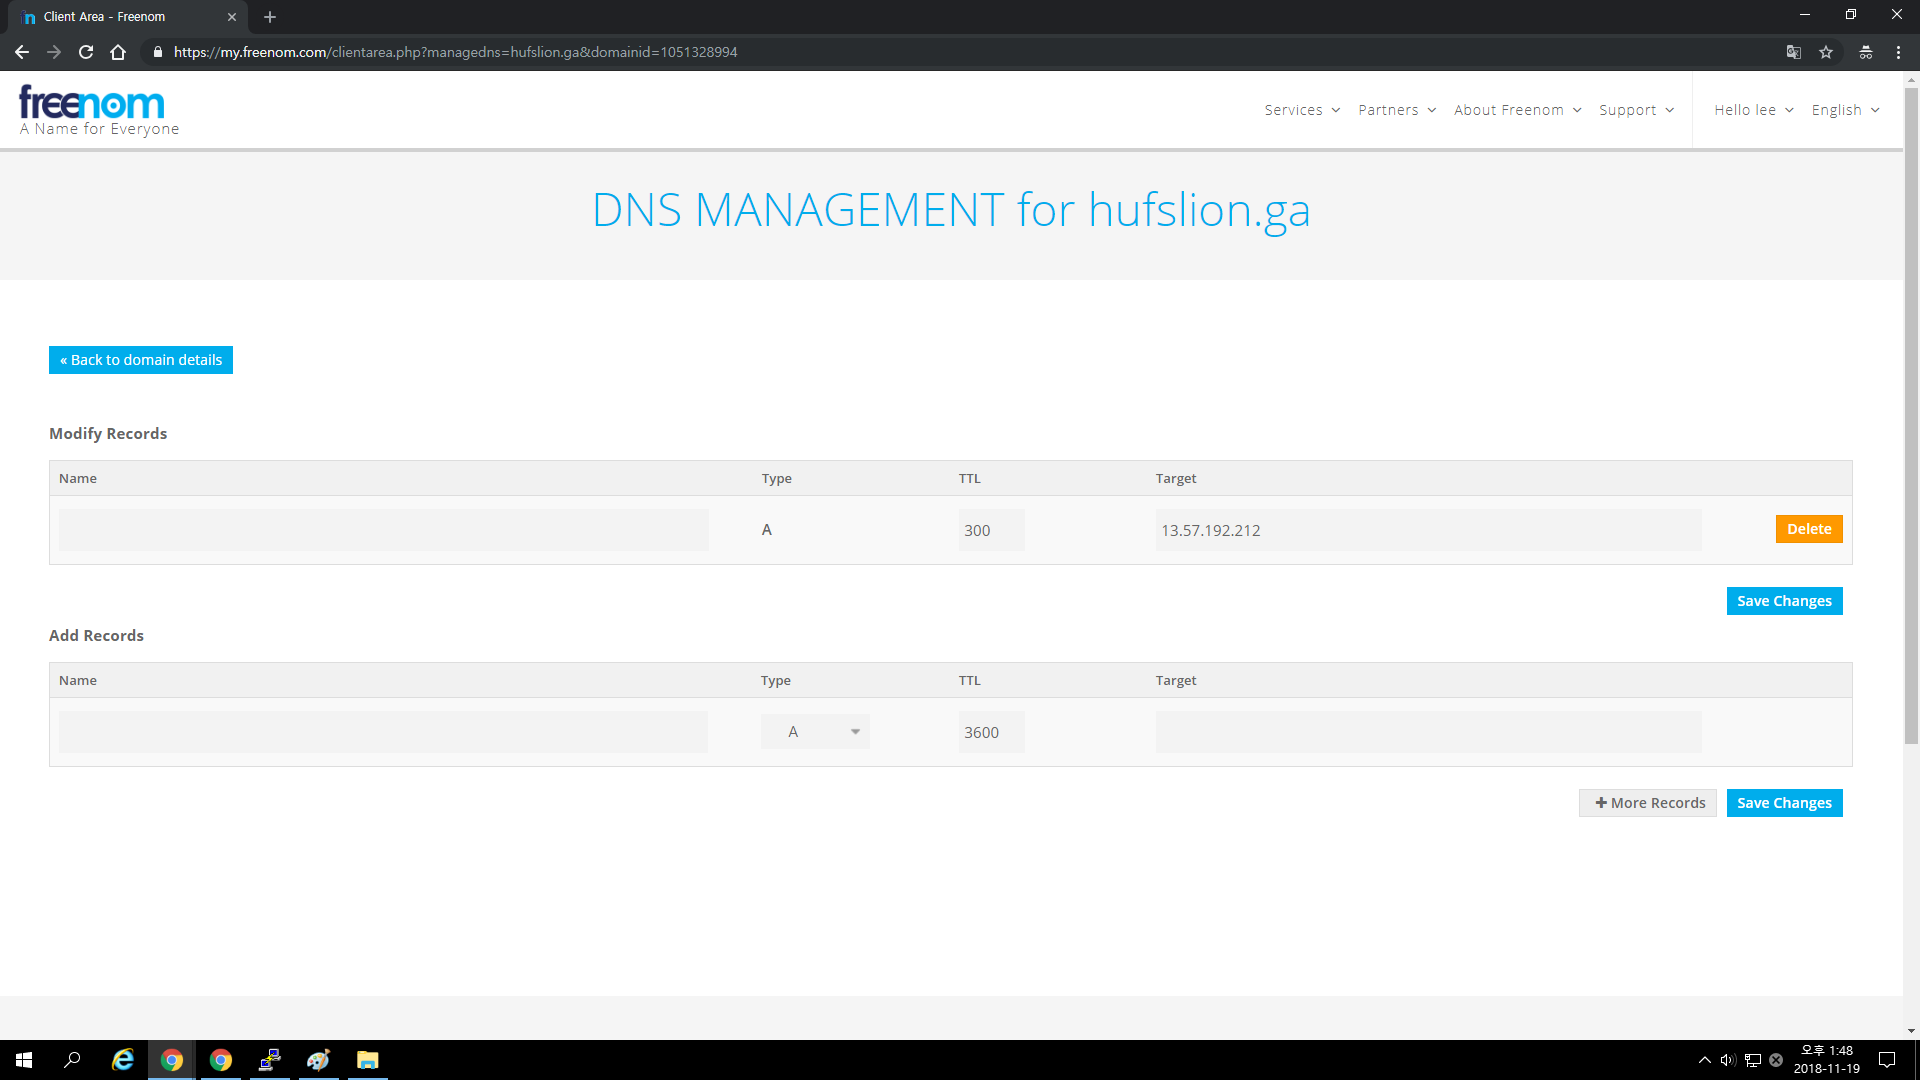 Client Area - Freenom
https://my.freenom.com/clientarea.php?managedns=hufslion.ga&domainid=1051328994
freenom
A Name for Everyone
Services
Partners
About Freenom
Support
Hello lee
English
DNS MANAGEMENT for hufslion.ga
« Back to domain details
Modify Records
Name Type TTL Target
A 300 13.57.192.212 Delete
Save Changes
Add Records
Name Type TTL Target
A 3600
+ More Records Save Changes
오후 1:48
2018-11-19